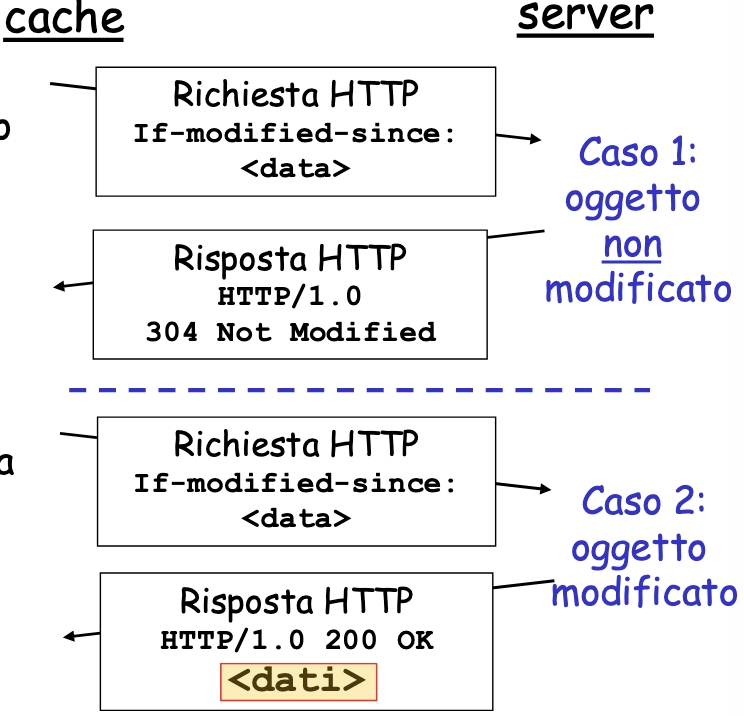 cache
server
Richiesta HTTP
If-modified-since:
<data>
Caso 1:
oggetto
non
modificato
Risposta HTTP
HTTP/1.0
304 Not Modified
Richiesta HTTP
If-modified-since:
<data>
Caso 2:
oggetto
modificato
Risposta HTTP
HTTP/1.0 200 OK
<dati>